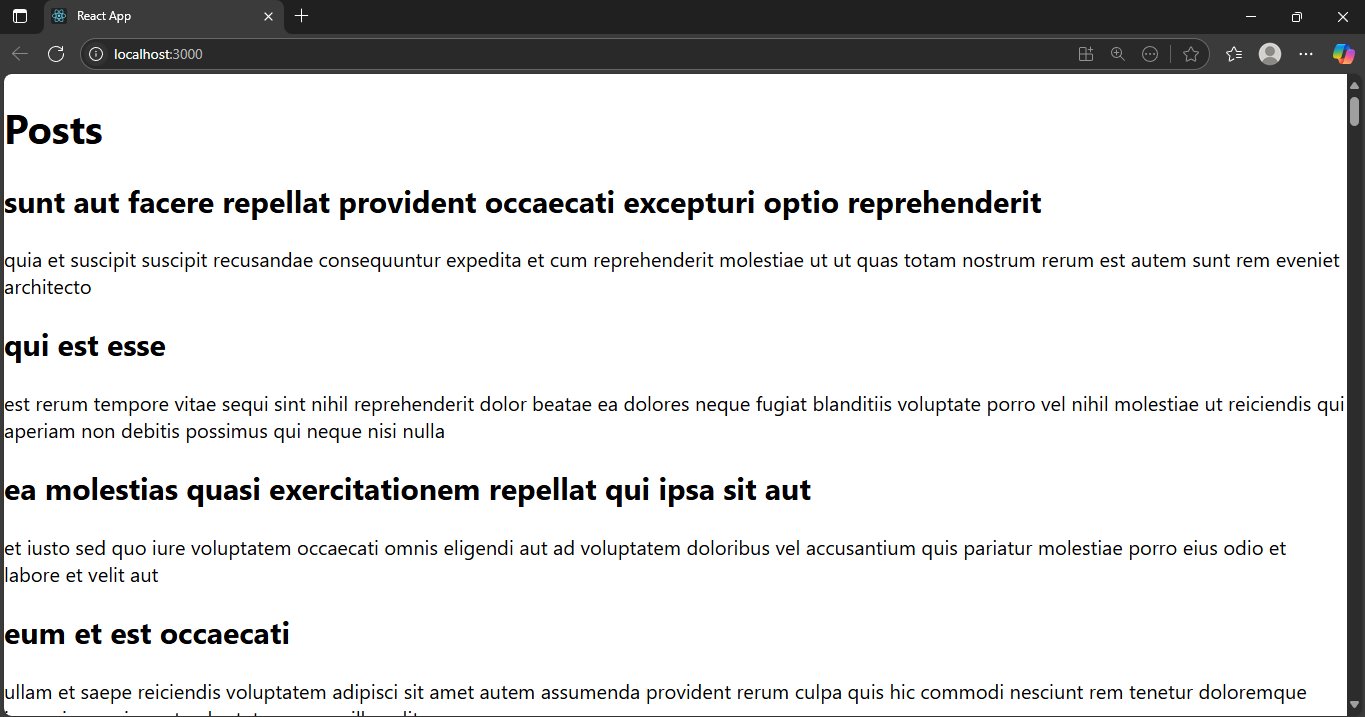 React App
localhost:3000
Posts
sunt aut facere repellat provident occaecati excepturi optio reprehenderit
quia et suscipit suscipit recusandae consequuntur expedita et cum reprehenderit molestiae ut ut quas totam nostrum rerum est autem sunt rem eveniet
architecto
qui est esse
est rerum tempore vitae sequi sint nihil reprehenderit dolor beatae ea dolores neque fugiat blanditiis voluptate porro vel nihil molestiae ut reiciendis qui
aperiam non debitis possimus qui neque nisi nulla
ea molestias quasi exercitationem repellat qui ipsa sit aut
et iusto sed quo iure voluptatem occaecati omnis eligendi aut ad voluptatem doloribus vel accusantium quis pariatur molestiae porro eius odio et
labore et velit aut
eum et est occaecati
ullam et saepe reiciendis voluptatem adipisci sit amet autem assumenda provident rerum culpa quis hic commodi nesciunt rem tenetur doloremque